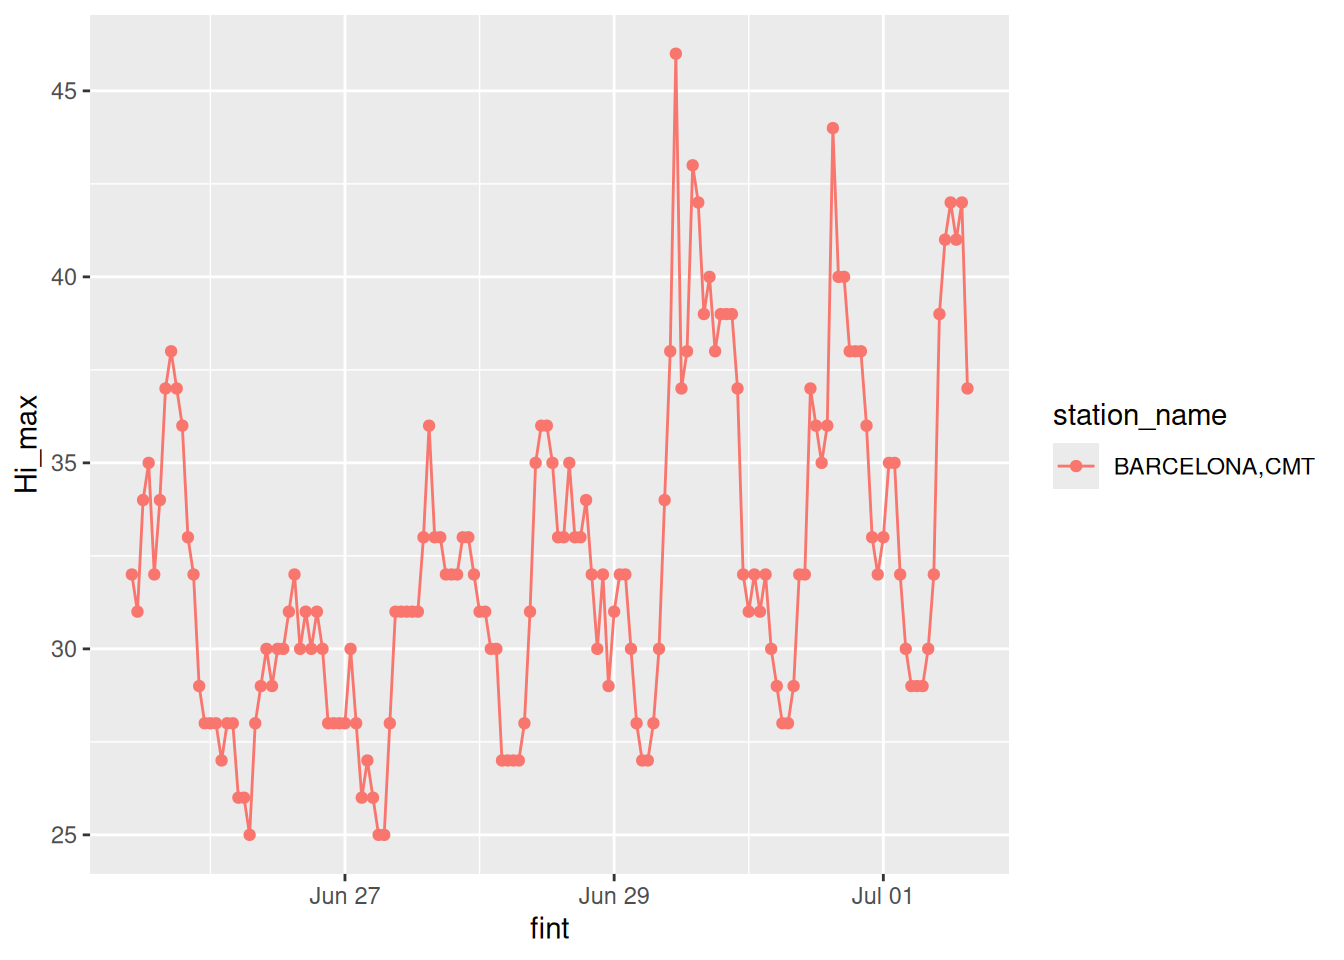 45
40
35
30
25
Hi_max
Jun 27
Jun 29
Jul 01
fint
station_name
BARCELONA,CMT